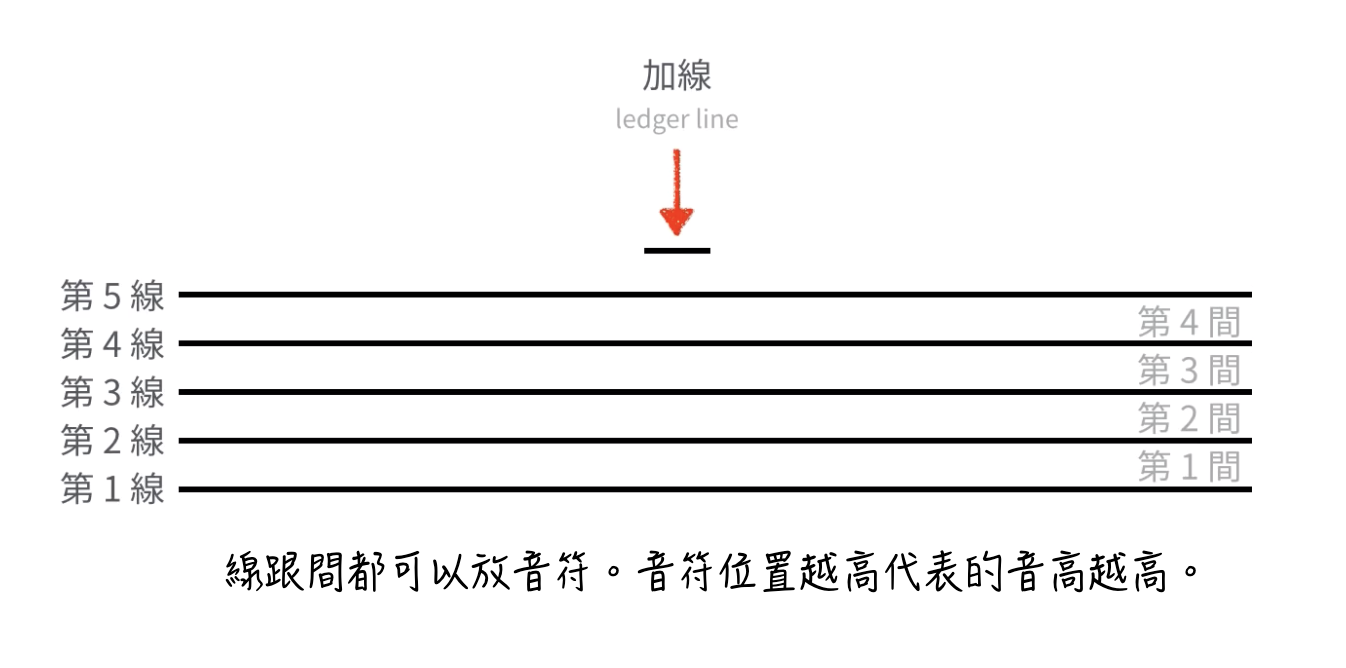 加線
ledger line
第 5 線
第 4 間
第 4 線
第 3 間
第 3 線
第 2 間
第 2 線
第 1 間
第 1 線
線跟間都可以放音符。音符位置越高代表的音高越高。